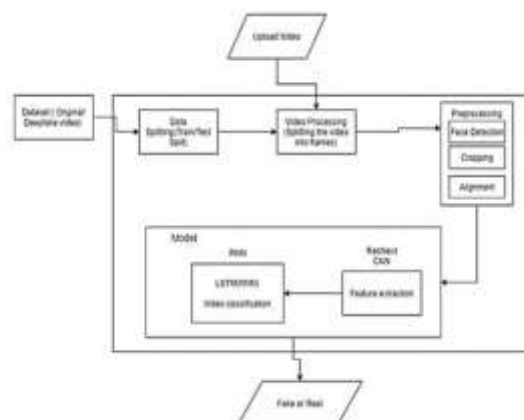 Upload Video
Dataset ( Original/
Deepfake video)
Data
Splitting(Train/Test
Split)
Video Processing
(Splitting the video
into frames)
Preprocessing
Face Detection
Cropping
Alignment
Model
CNN
LSTM/RNN
Video classification
Feature extraction
Fake or Real